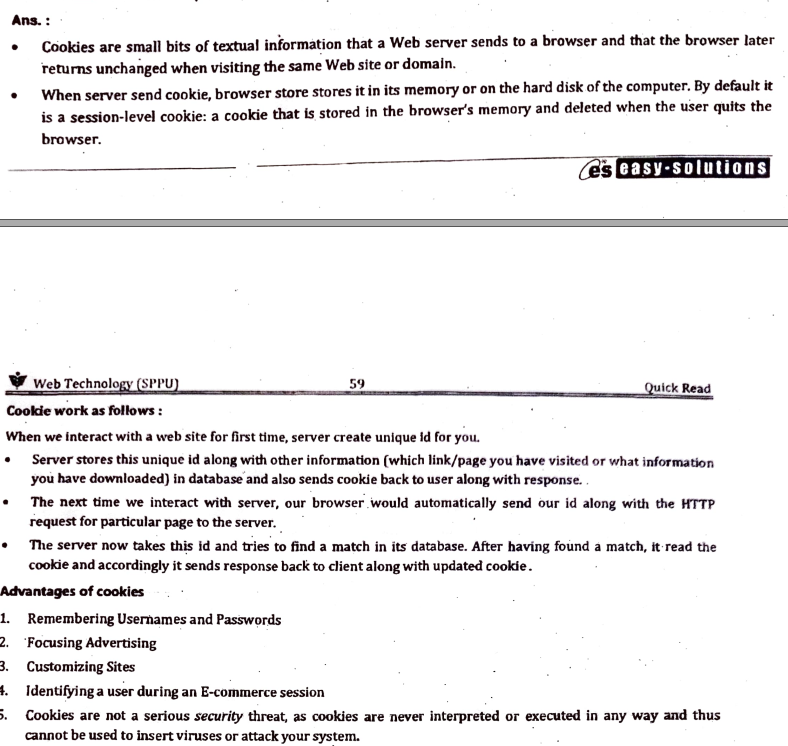 Ans. :
• Cookies are small bits of textual information that a Web server sends to a browser and that the browser later
returns unchanged when visiting the same Web site or domain.
• When server send cookie, browser store stores it in its memory or on the hard disk of the computer. By default it
is a session-level cookie: a cookie that is stored in the browser's memory and deleted when the user quits the
browser.
es easy-solutions
Web Technology (SPPU) 59 Quick Read
Cookie work as follows :
When we interact with a web site for first time, server create unique id for you.
• Server stores this unique id along with other information (which link/page you have visited or what information
you have downloaded) in database and also sends cookie back to user along with response.
• The next time we interact with server, our browser would automatically send our id along with the HTTP
request for particular page to the server.
• The server now takes this id and tries to find a match in its database. After having found a match, it read the
cookie and accordingly it sends response back to client along with updated cookie.
Advantages of cookies
1. Remembering Usernames and Passwords
2. Focusing Advertising
3. Customizing Sites
4. Identifying a user during an E-commerce session
5. Cookies are not a serious security threat, as cookies are never interpreted or executed in any way and thus
cannot be used to insert viruses or attack your system.